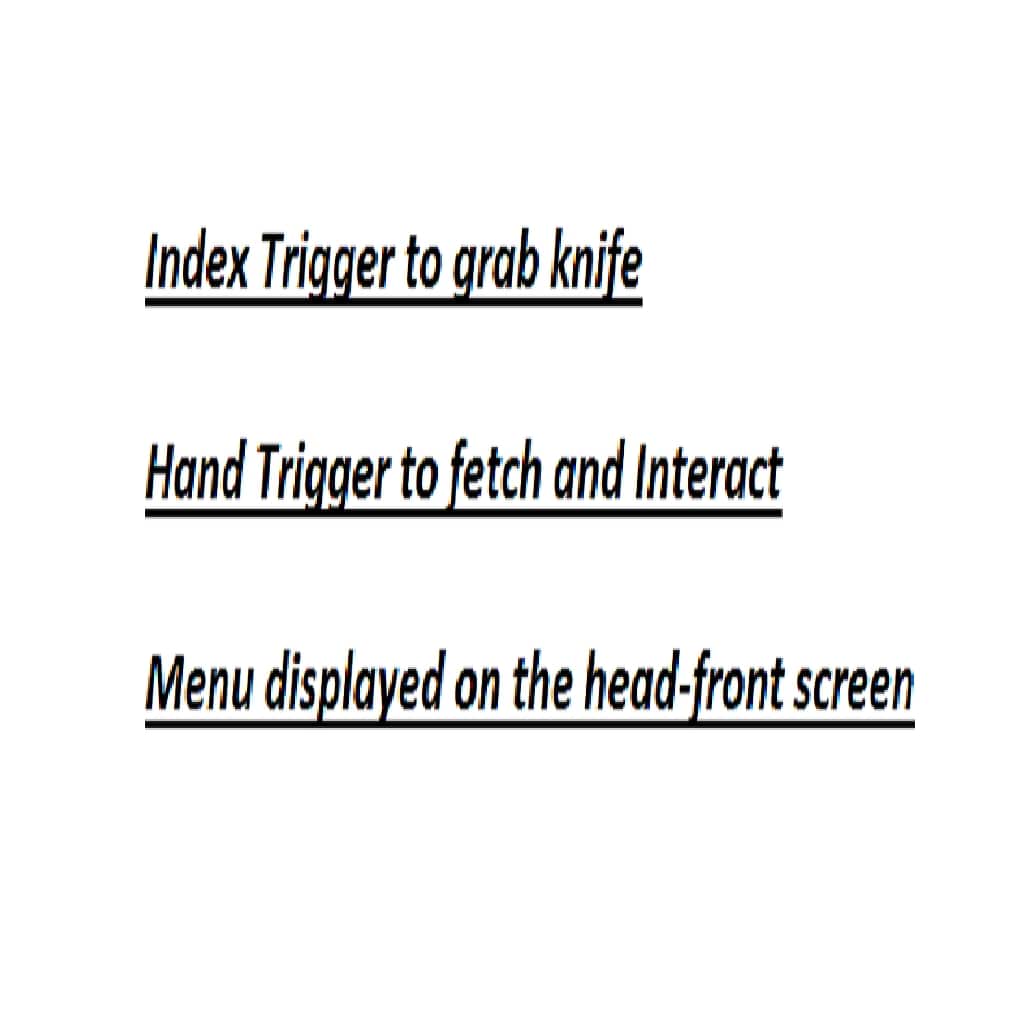 Index Trigger to grab knife
Hand Trigger to fetch and Interact
Menu displayed on the head-front screen